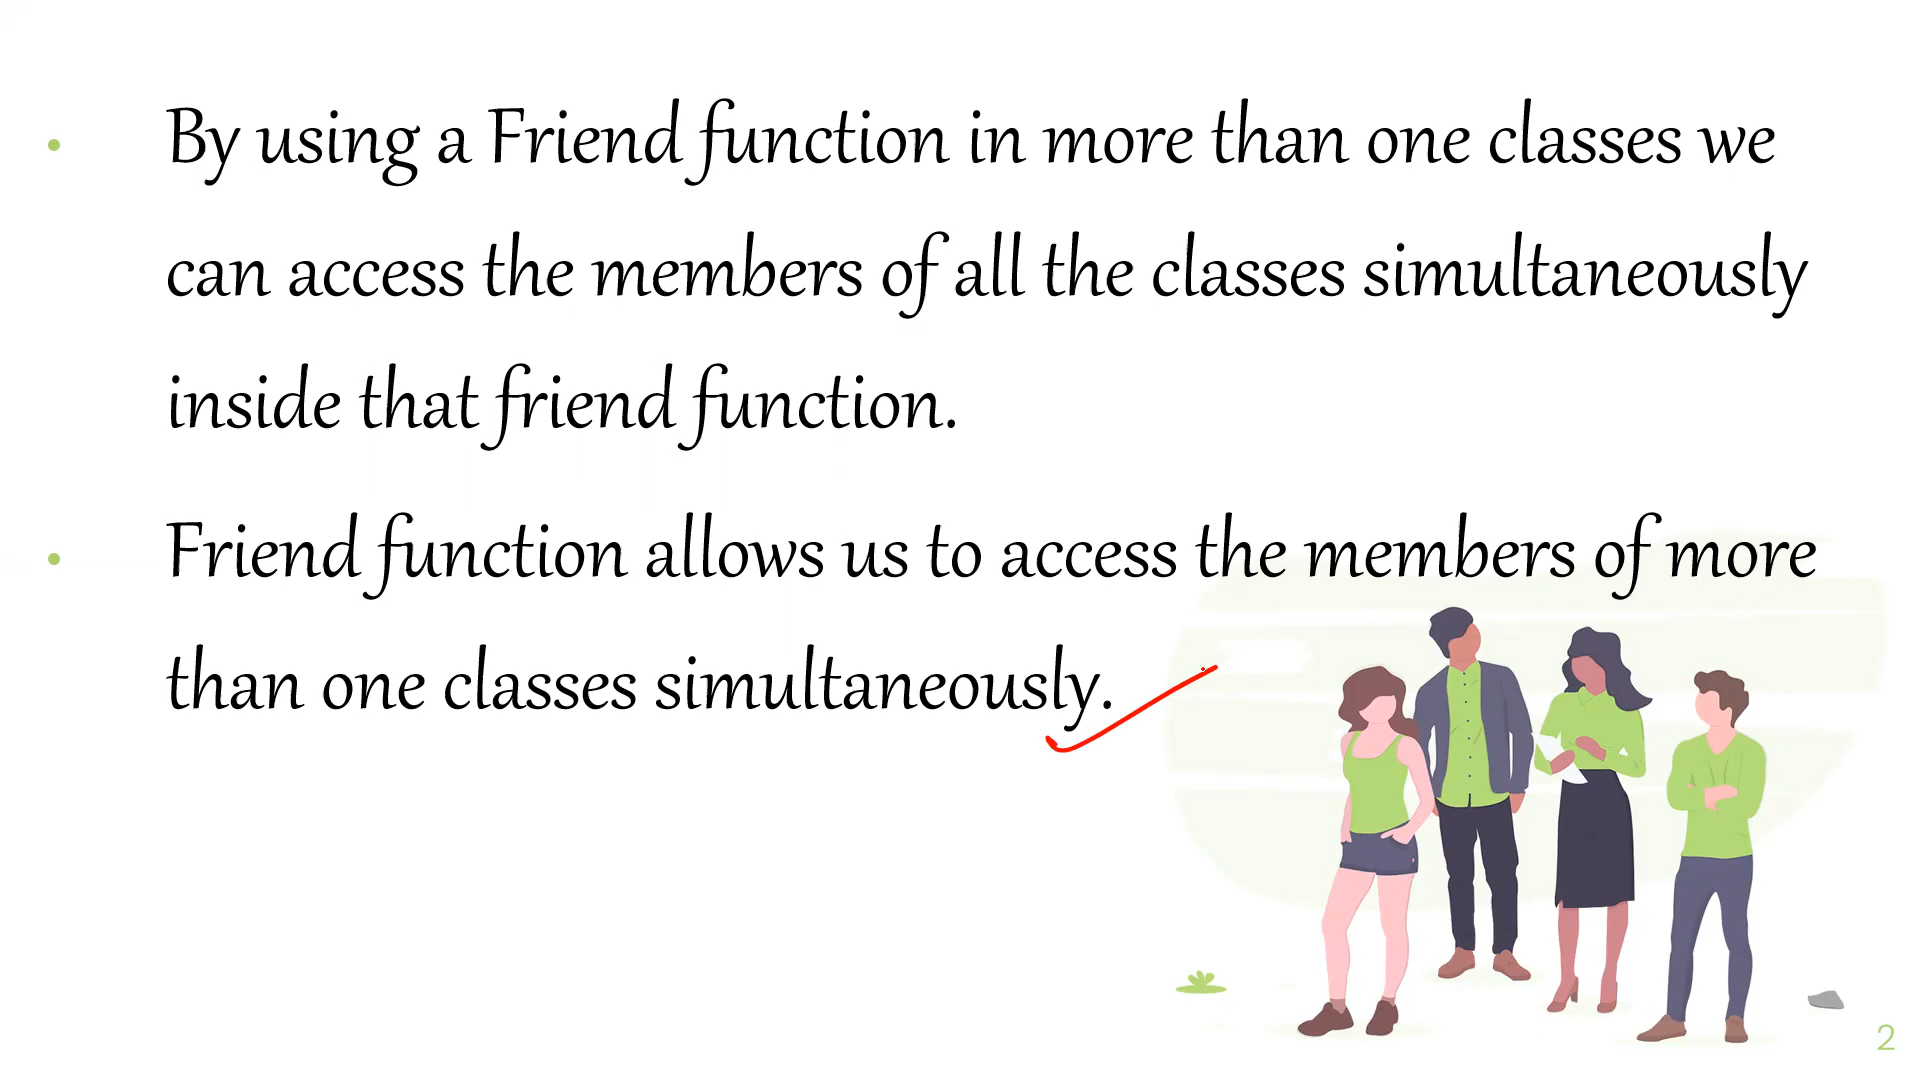 • By using a Friend function in more than one classes we
can access the members of all the classes simultaneously
inside that friend function.
• Friend function allows us to access the members of more
than one classes simultaneously.
2